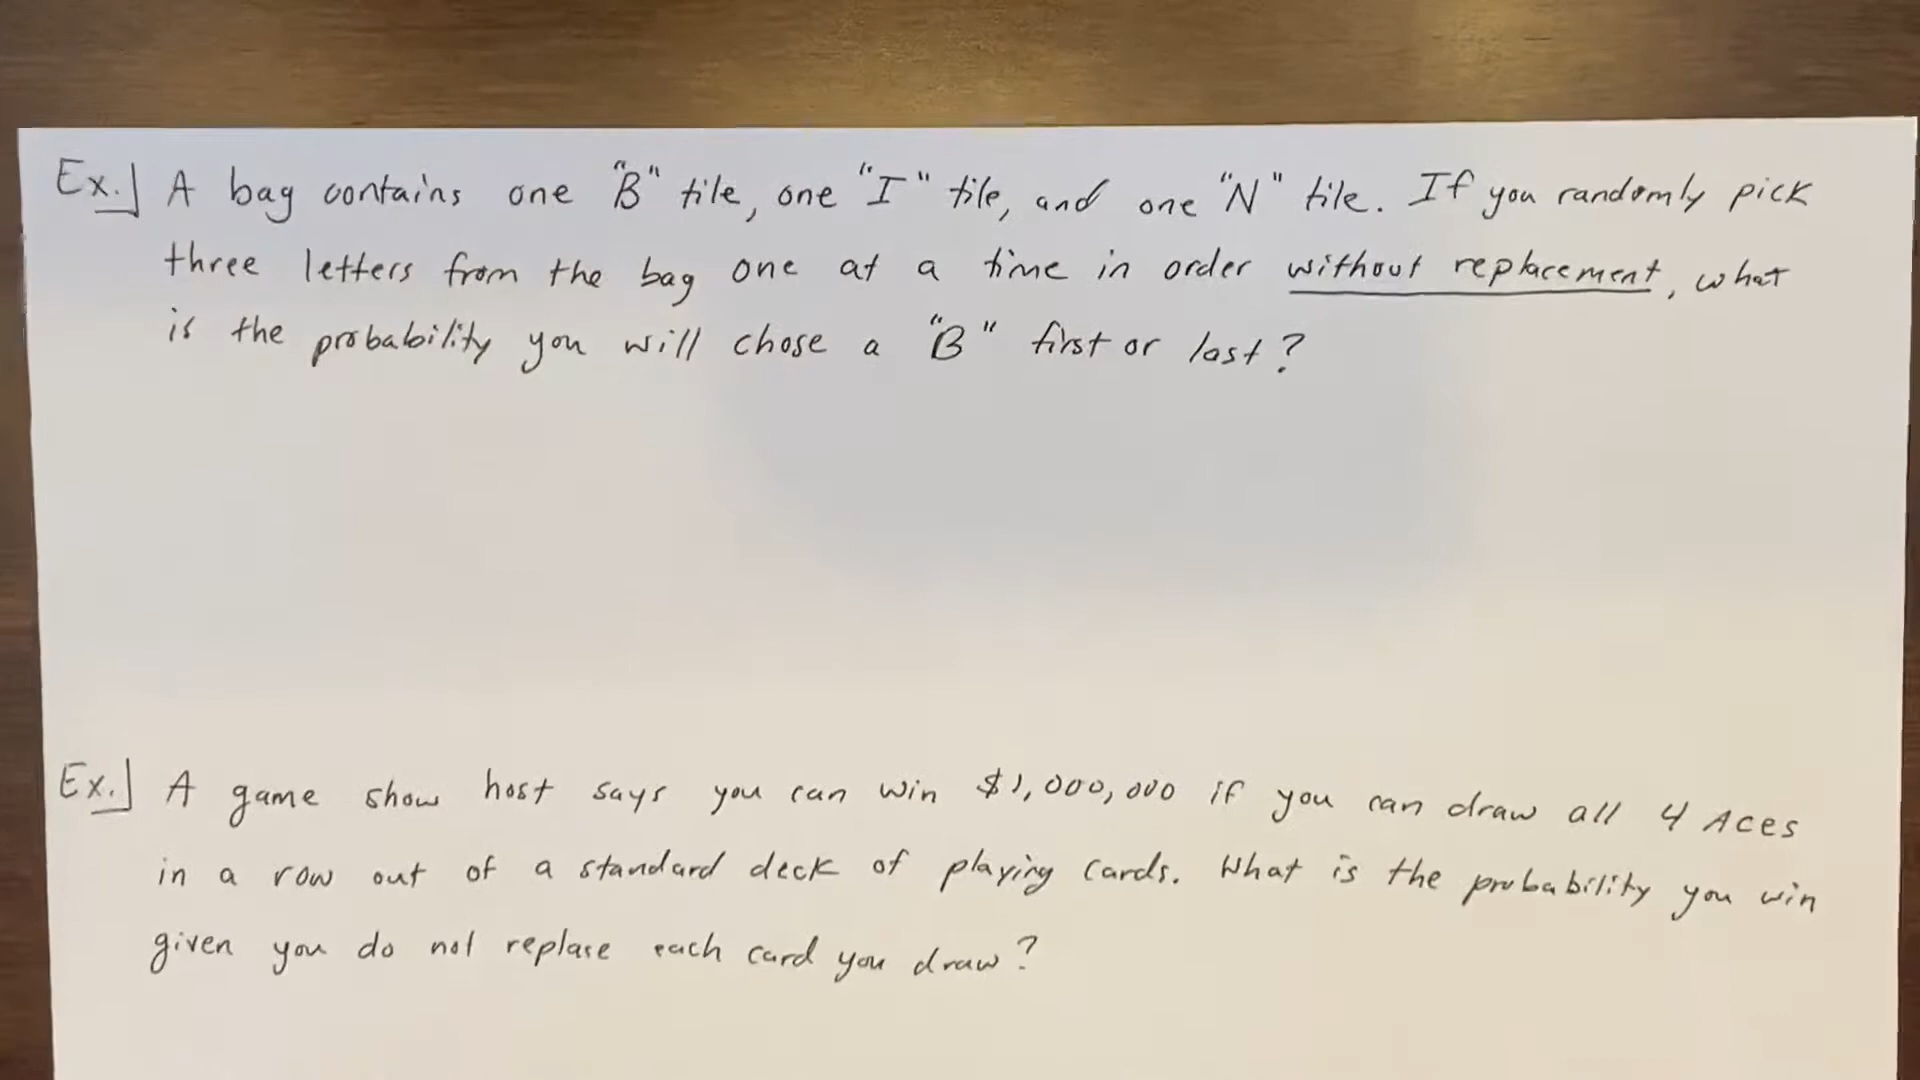 Ex.] A bag contains one "B" tile, one "I" tile, and one "N" tile. If you randomly pick
three letters from the bag one at a time in order without replacement, what
is the probability you will chose a "B" first or last?
Ex.] A game show host says you can win $1,000,000 if you can draw all 4 Aces
in a row out of a standard deck of playing cards. What is the probability you win
given you do not replace each card you draw?